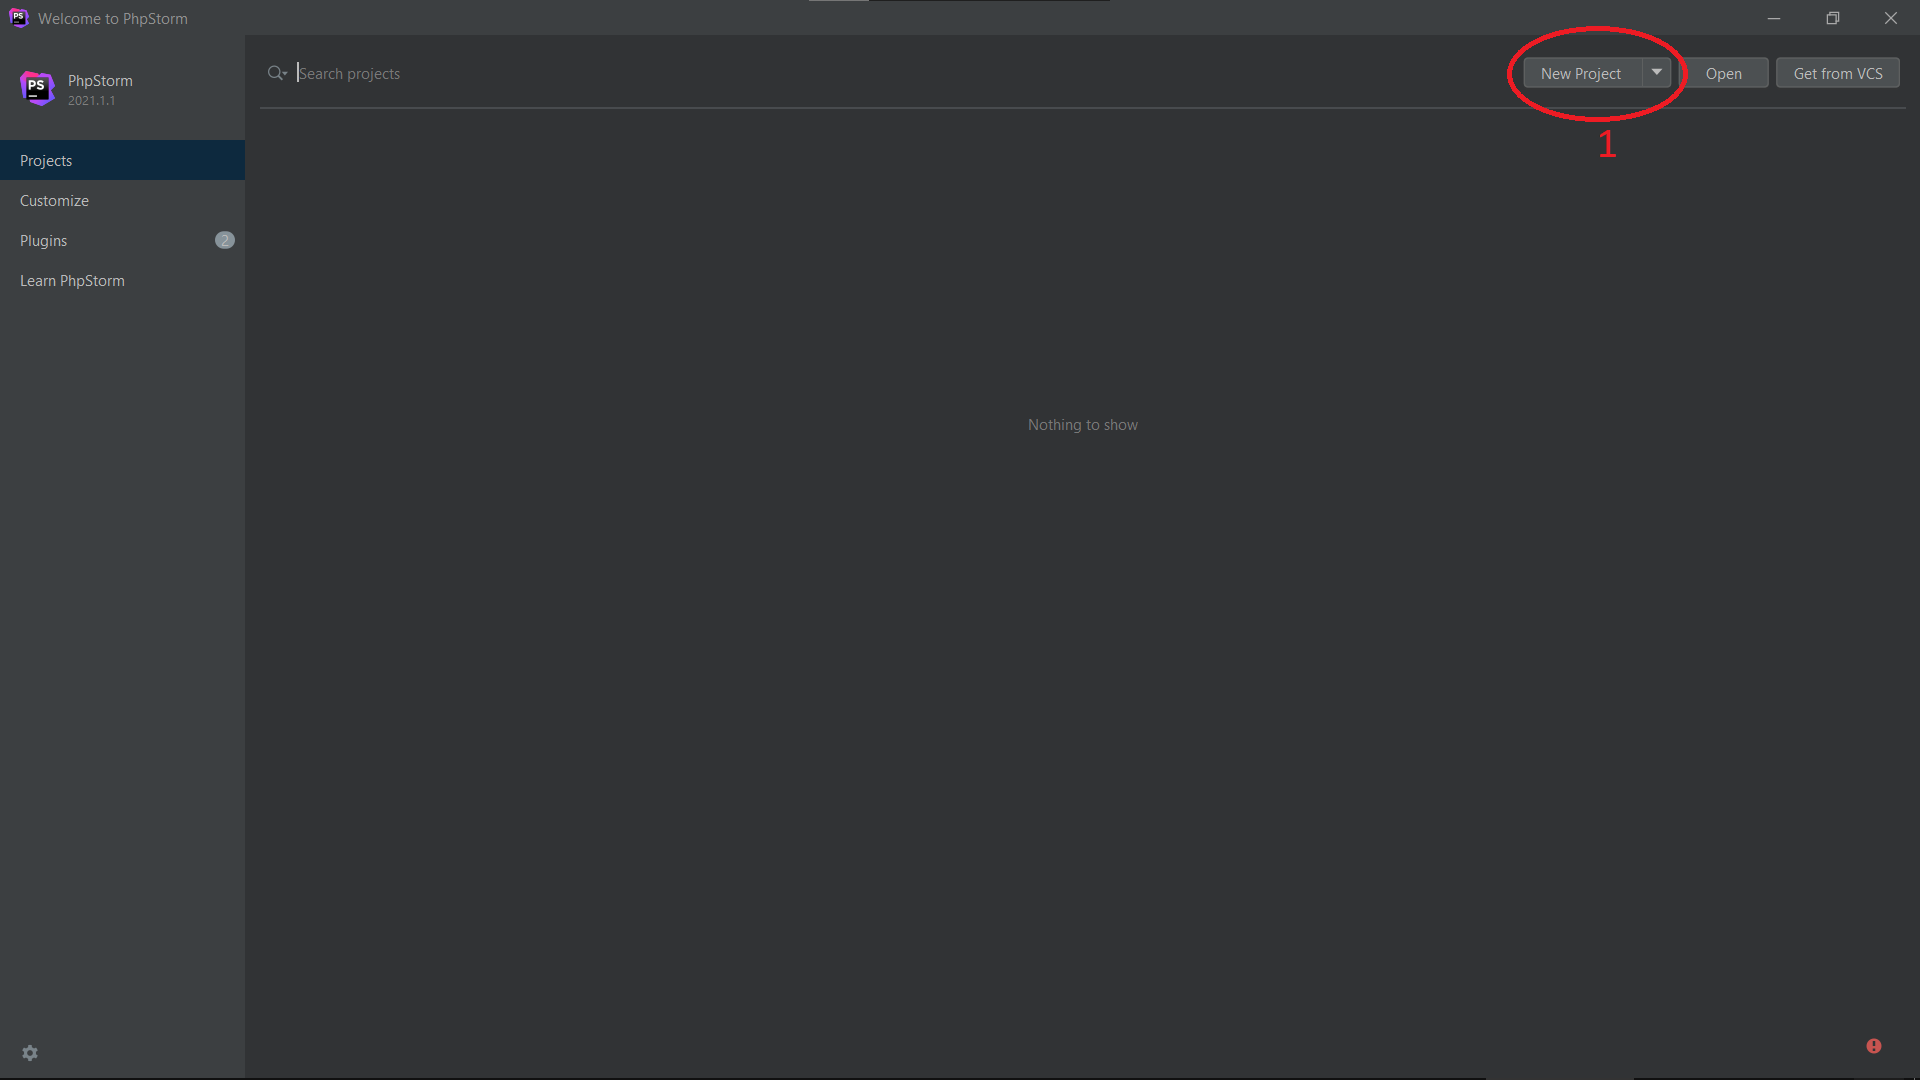 Welcome to PhpStorm
PS
PhpStorm
2021.1.1
Search projects
New Project
Open
Get from VCS
1
Projects
Customize
Plugins
2
Learn PhpStorm
Nothing to show